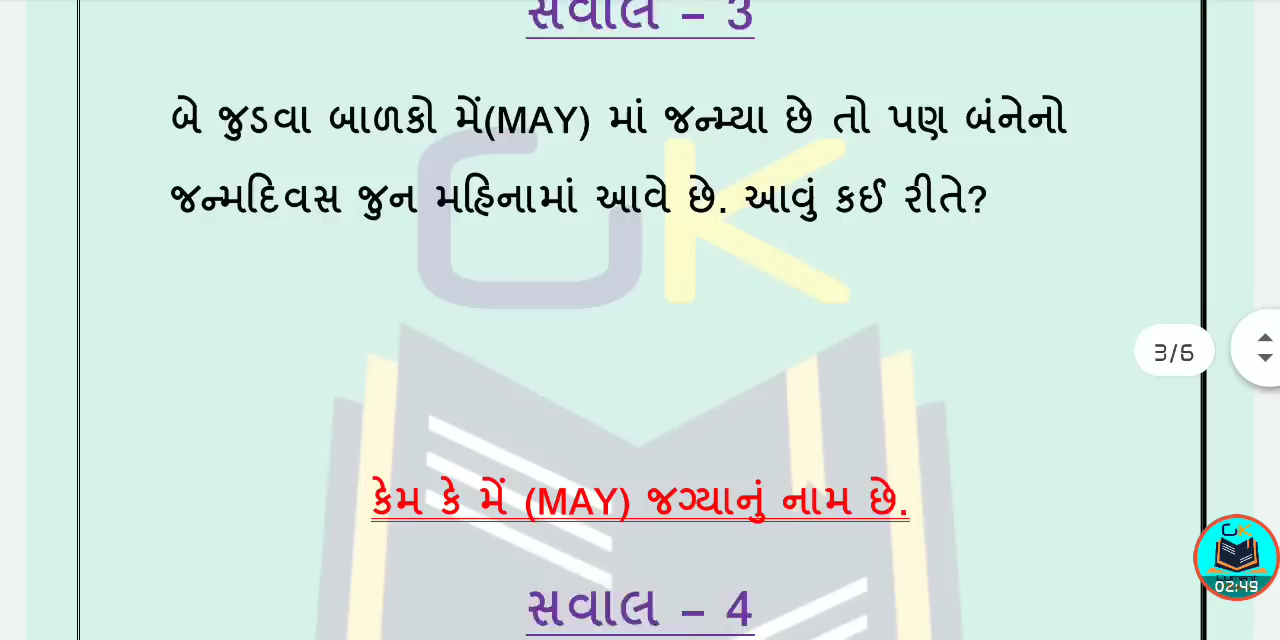 સવાલ – 3
બે જુડવા બાળકો મેં(MAY) માં જન્મ્યા છે તો પણ બંનેનો
જન્મદિવસ જુન મહિનામાં આવે છે. આવું કઈ રીતે?
GK
3/6
કેમ કે મેં (MAY) જગ્યાનું નામ છે.
02:49
સવાલ – 4